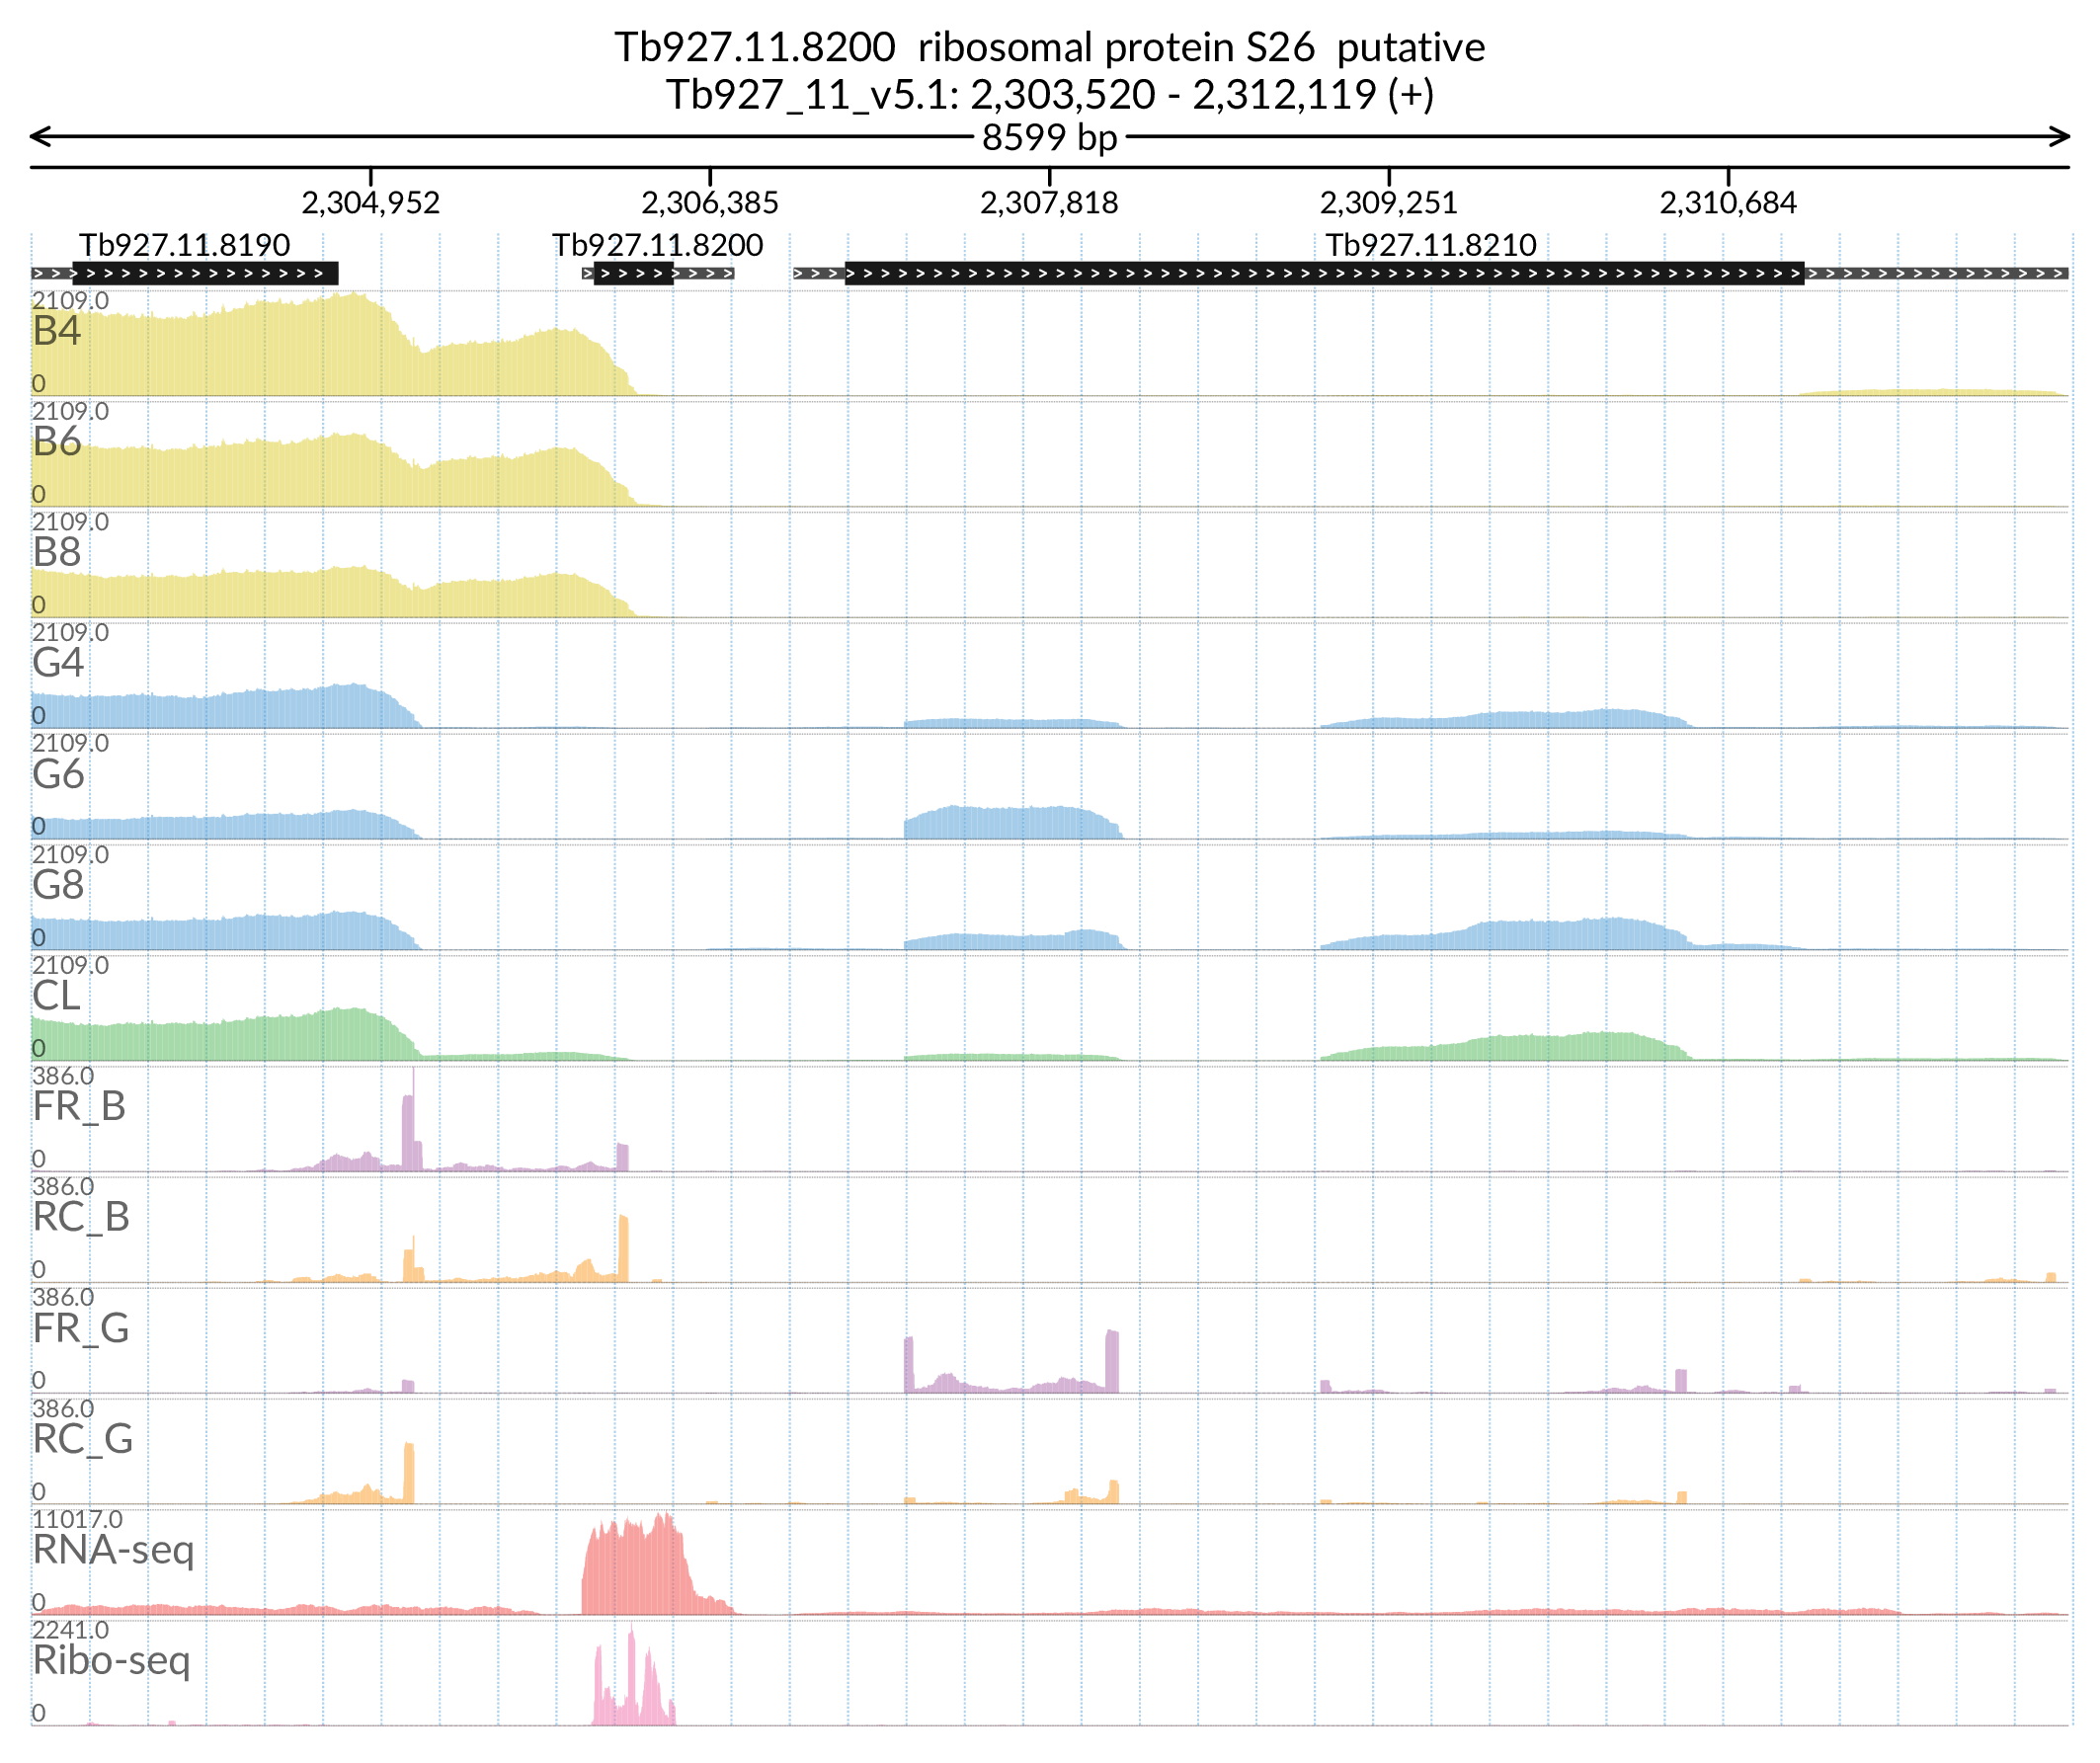 Tb927.11.8200 ribosomal protein S26 putative
Tb927_11_v5.1: 2,303,520 - 2,312,119 (+)
8599 bp
2,304,952 2,306,385 2,307,818 2,309,251 2,310,684
Tb927.11.8190 Tb927.11.8200 Tb927.11.8210
2109.0
B4
0
2109.0
B6
0
2109.0
B8
0
2109.0
G4
0
2109.0
G6
0
2109.0
G8
0
2109.0
CL
0
386.0
FR_B
0
386.0
RC_B
0
386.0
FR_G
0
386.0
RC_G
0
11017.0
RNA-seq
0
2241.0
Ribo-seq
0